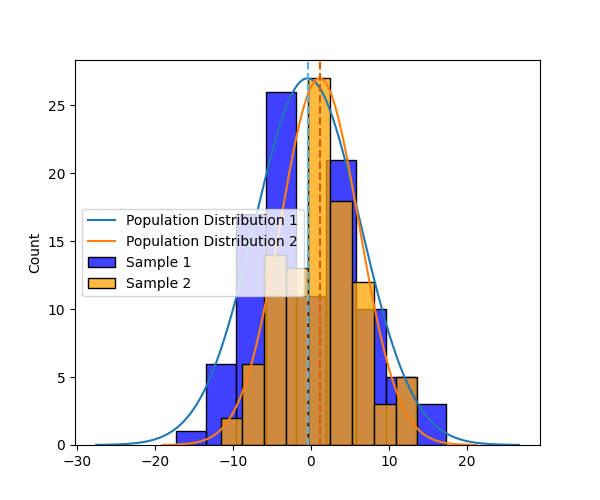 25
20
15
10
5
0
Count
Population Distribution 1
Population Distribution 2
Sample 1
Sample 2
−30
−20
−10
0
10
20